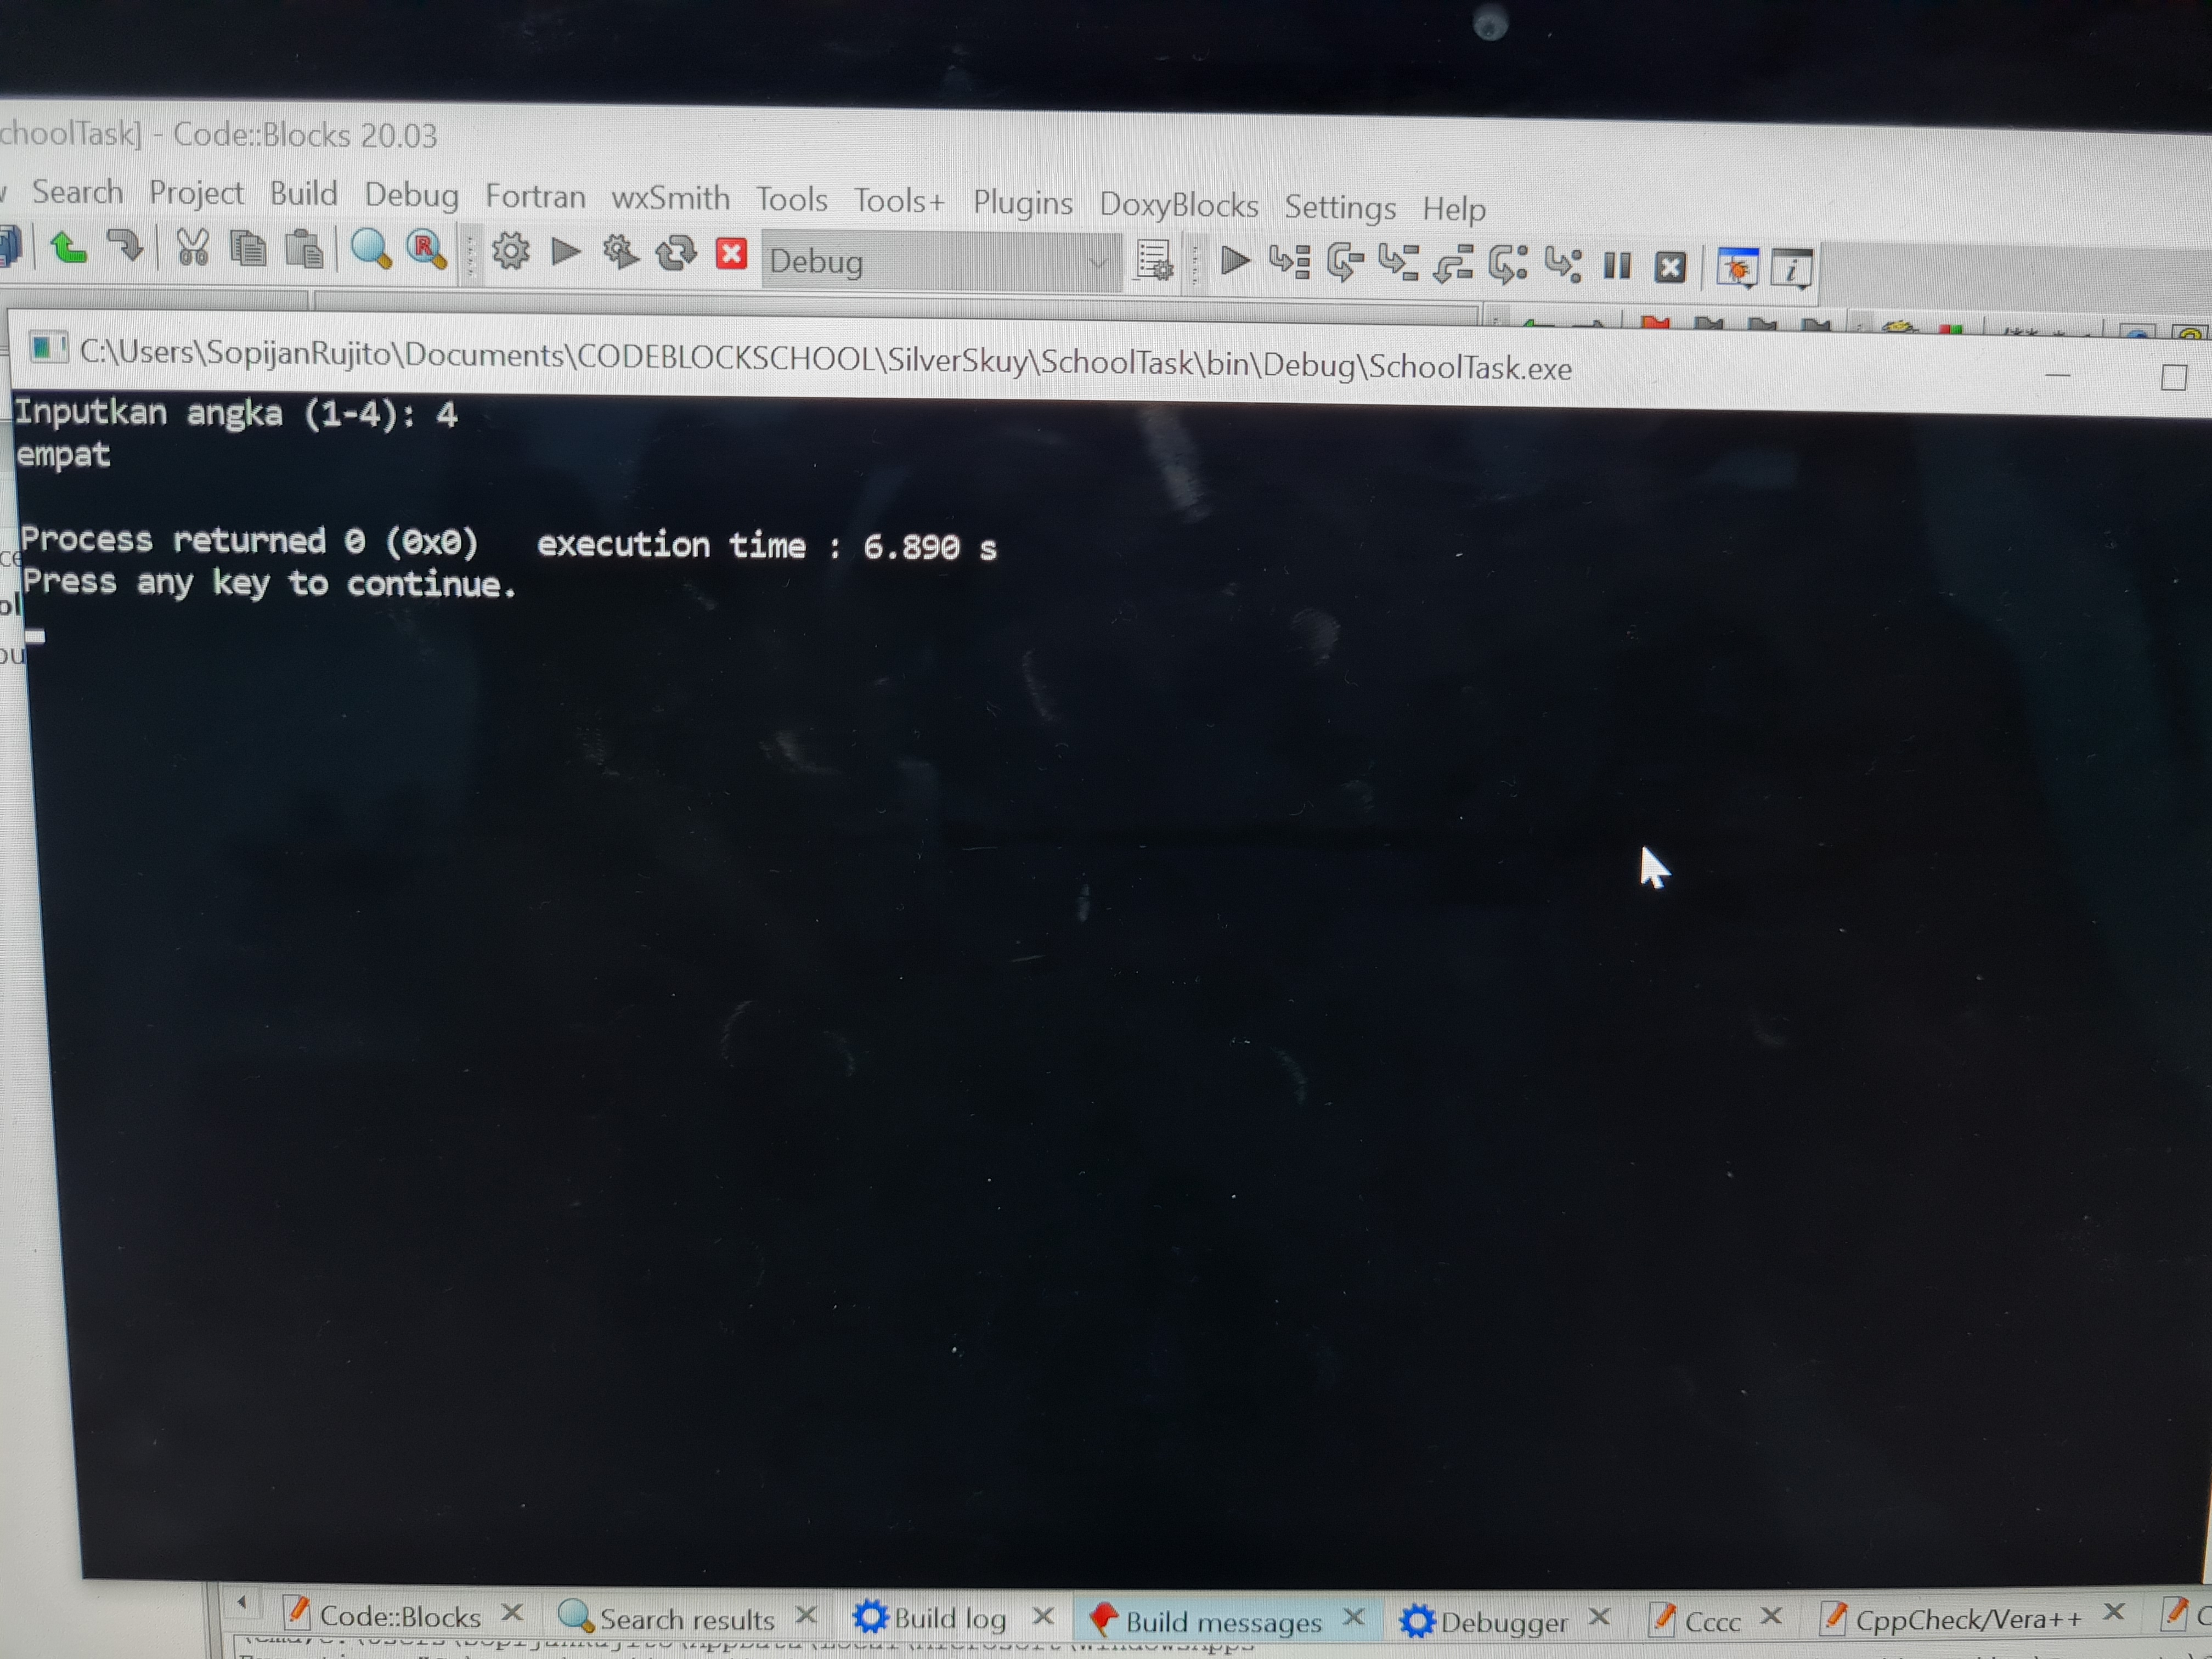 choolTask] - Code::Blocks 20.03
Search Project Build Debug Fortran wxSmith Tools Tools+ Plugins DoxyBlocks Settings Help
Debug
C:\Users\SopijanRujito\Documents\CODEBLOCKSCHOOL\SilverSkuy\SchoolTask\bin\Debug\SchoolTask.exe
Inputkan angka (1-4): 4
empat
Process returned 0 (0x0) execution time : 6.890 s
Press any key to continue.
Code::Blocks Search results Build log Build messages Debugger Cccc CppCheck/Vera++